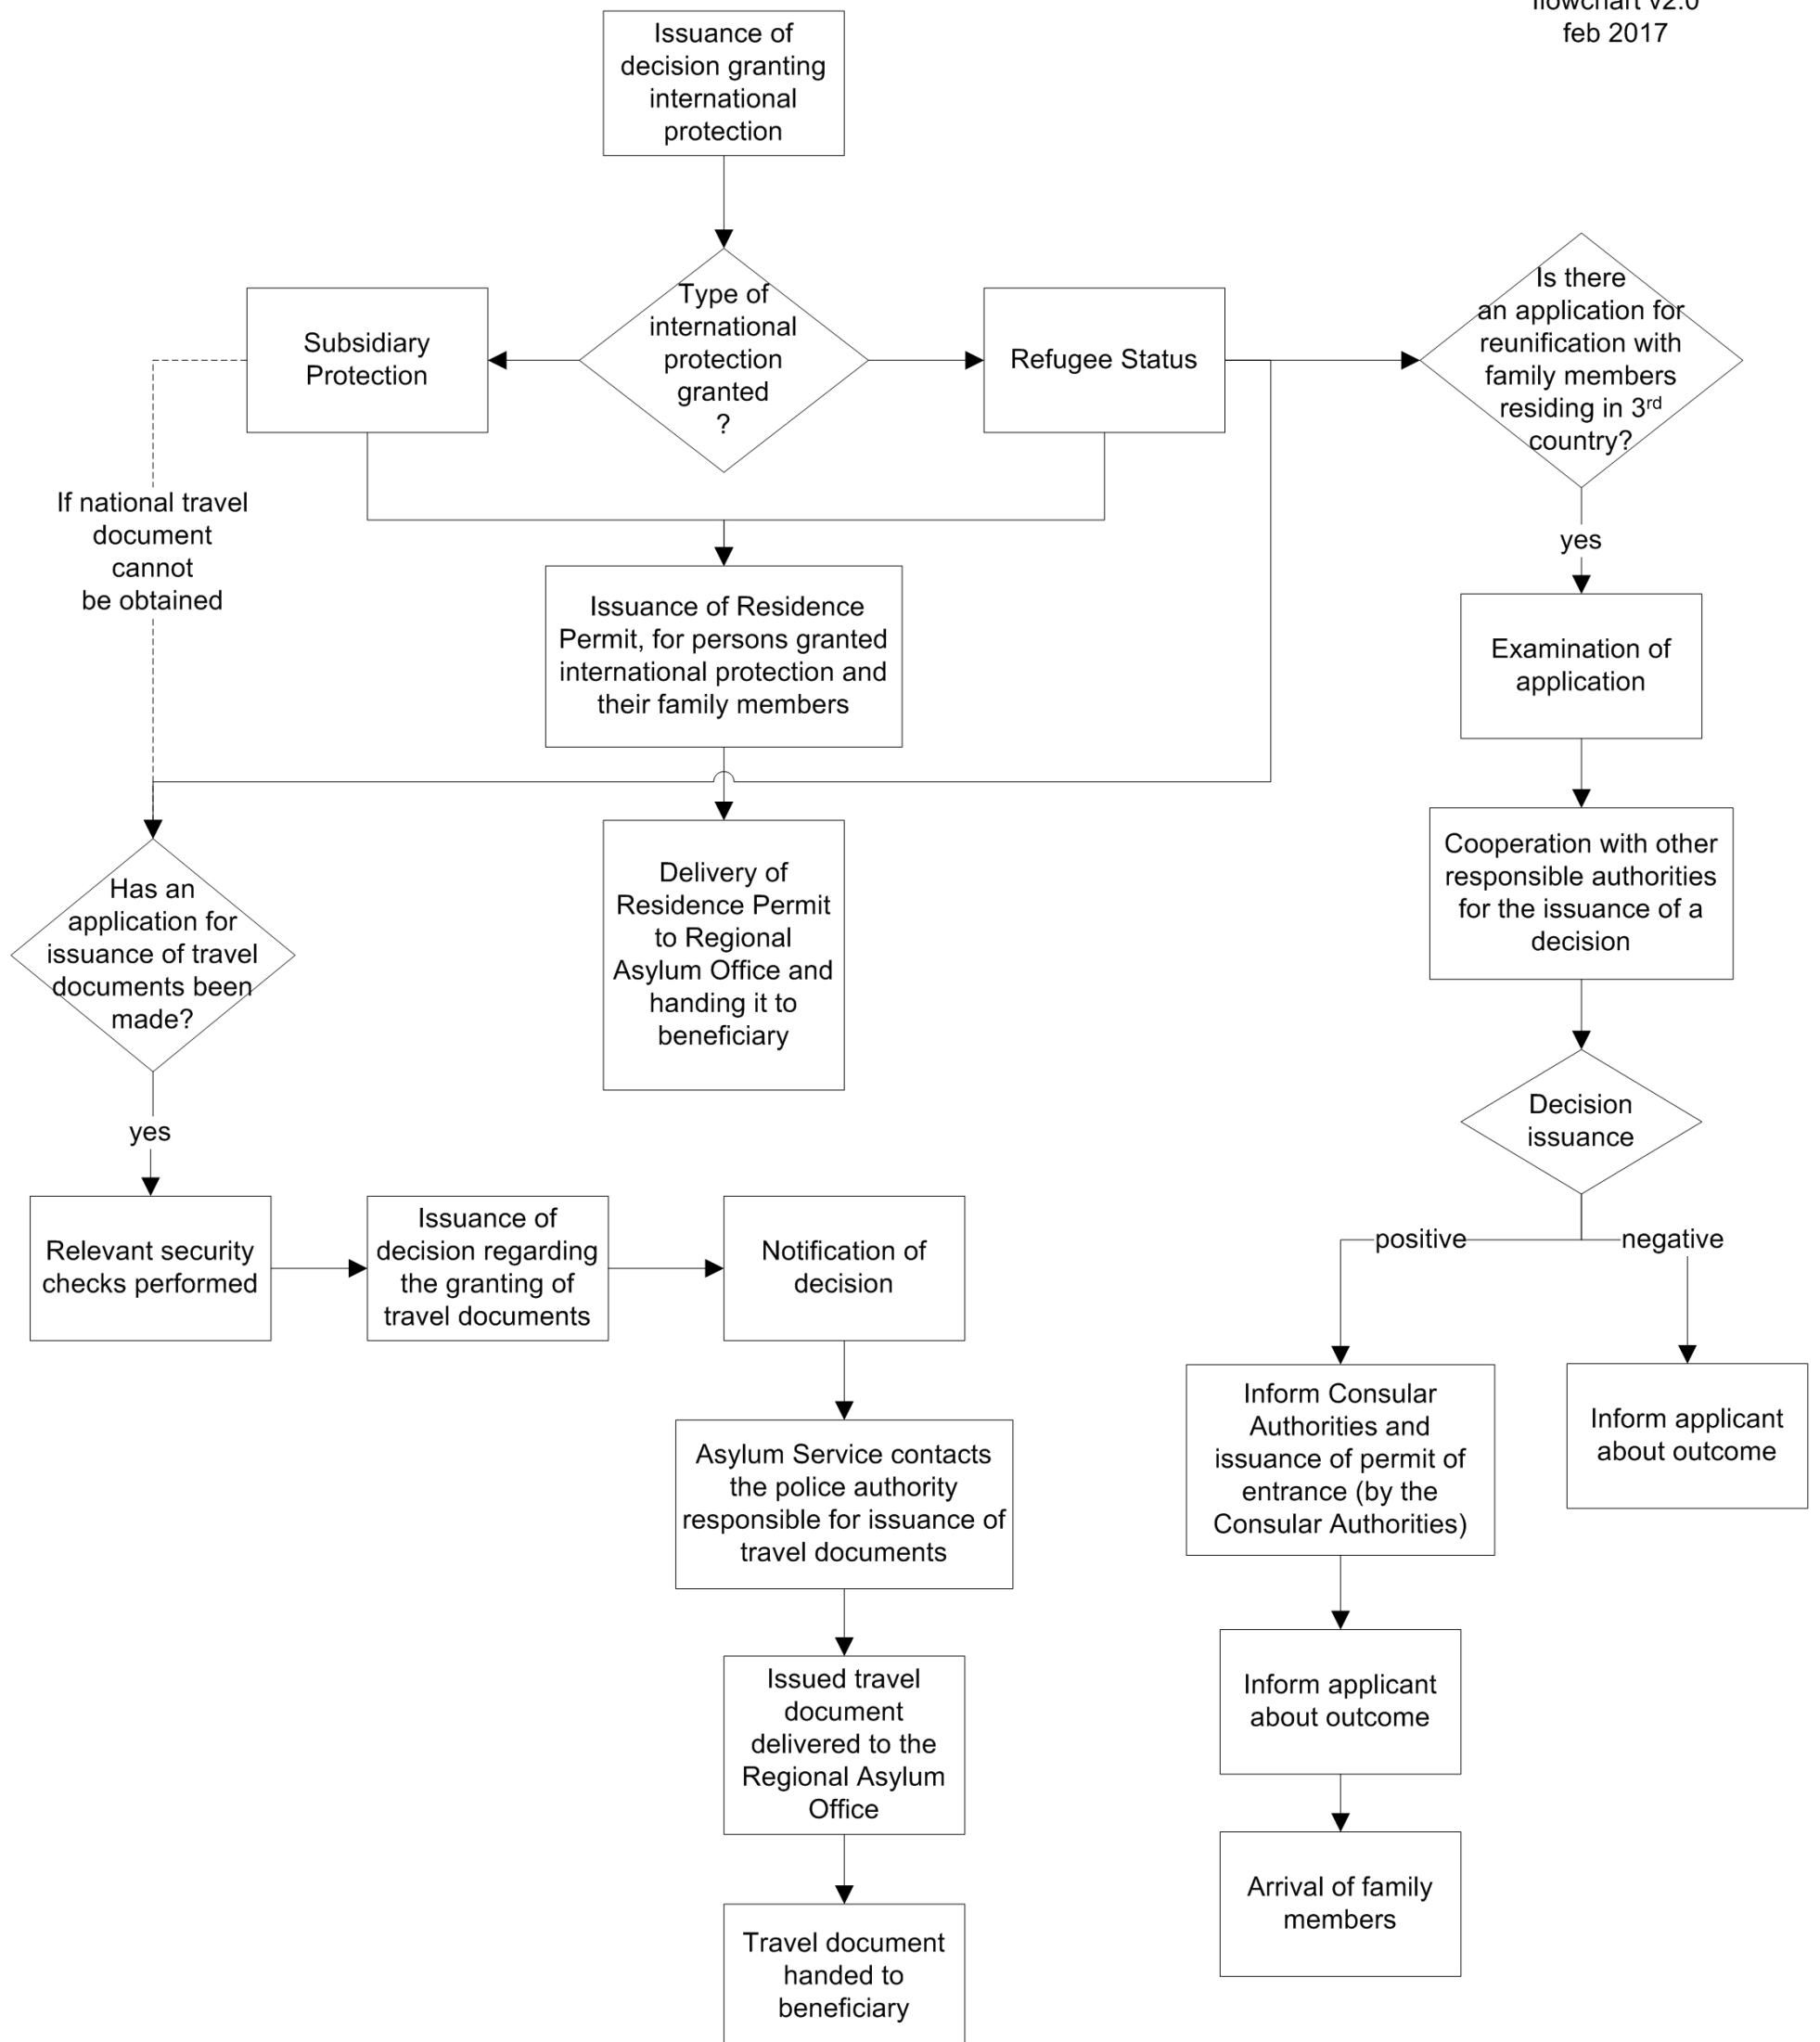 flowchart v2.0
feb 2017
Issuance of
decision granting
international
protection
Type of
international
protection
granted
?
Subsidiary
Protection
Refugee Status
Is there
an application for
reunification with
family members
residing in 3rd
country?
If national travel
document
cannot
be obtained
yes
Issuance of Residence
Permit, for persons granted
international protection and
their family members
Examination of
application
Delivery of
Residence Permit
to Regional
Asylum Office and
handing it to
beneficiary
Cooperation with other
responsible authorities
for the issuance of a
decision
Has an
application for
issuance of travel
documents been
made?
Decision
issuance
yes
Relevant security
checks performed
Issuance of
decision regarding
the granting of
travel documents
Notification of
decision
positive
negative
Inform Consular
Authorities and
issuance of permit of
entrance (by the
Consular Authorities)
Inform applicant
about outcome
Asylum Service contacts
the police authority
responsible for issuance of
travel documents
Inform applicant
about outcome
Issued travel
document
delivered to the
Regional Asylum
Office
Arrival of family
members
Travel document
handed to
beneficiary